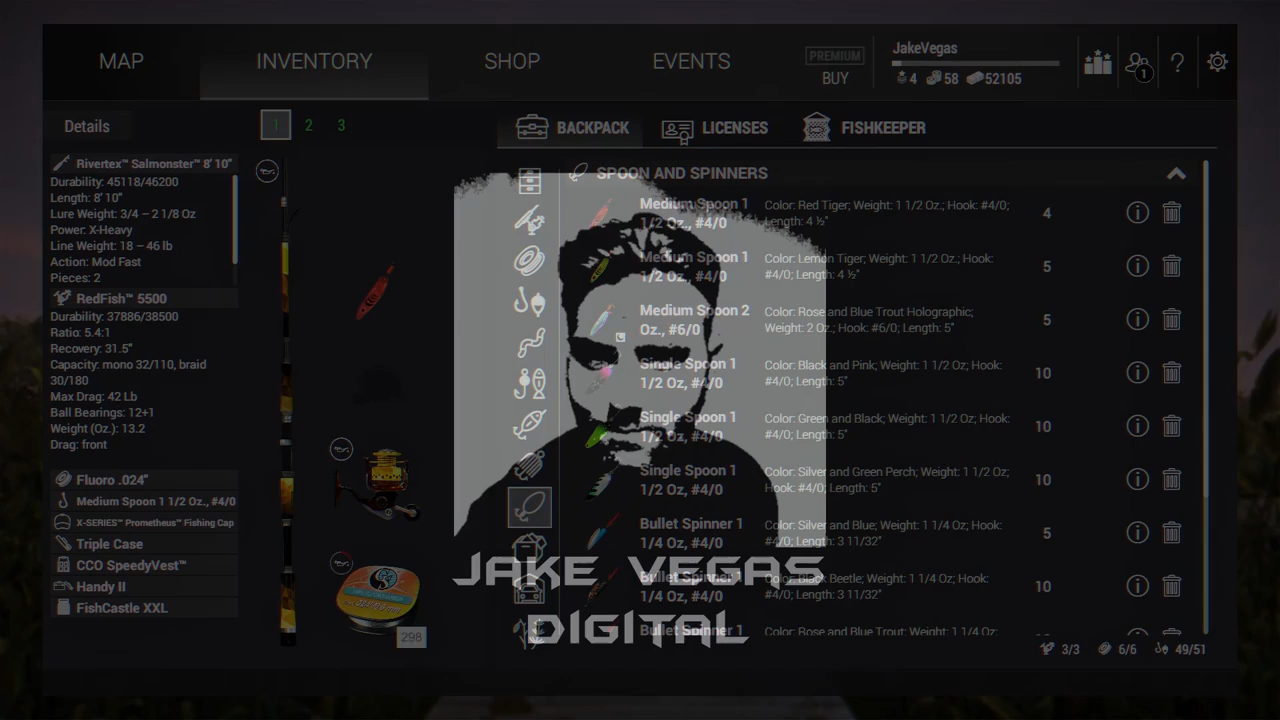 MAP
INVENTORY
SHOP
EVENTS
PREMIUM
BUY
JakeVegas
4 58 52105
1
?
Details
1 2 3
BACKPACK
LICENSES
FISHKEEPER
Rivertex™ Salmonster™ 8' 10"
Durability: 45118/46200
Length: 8' 10"
Lure Weight: 3/4 – 2 1/8 Oz
Power: X-Heavy
Line Weight: 18 – 46 lb
Action: Mod Fast
Pieces: 2
RedFish™ 5500
Durability: 37886/38500
Ratio: 5.4:1
Recovery: 31.5"
Capacity: mono 32/110, braid
30/180
Max Drag: 42 Lb
Ball Bearings: 12+1
Weight (Oz.): 13.2
Drag: front
Fluoro .024"
Medium Spoon 1 1/2 Oz., #4/0
X-SERIES™ Prometheus™ Fishing Cap
Triple Case
CCO SpeedyVest™
Handy II
FishCastle XXL
298
SPOON AND SPINNERS
Medium Spoon 1
1/2 Oz., #4/0
Color: Red Tiger; Weight: 1 1/2 Oz.; Hook: #4/0;
Length: 4 ½"
4
Medium Spoon 1
1/2 Oz., #4/0
Color: Lemon Tiger; Weight: 1 1/2 Oz.; Hook:
#4/0; Length: 4 ½"
5
Medium Spoon 2
Oz., #6/0
Color: Rose and Blue Trout Holographic;
Weight: 2 Oz.; Hook: #6/0; Length: 5"
5
Single Spoon 1
1/2 Oz, #4/0
Color: Black and Pink; Weight: 1 1/2 Oz; Hook:
#4/0; Length: 5"
10
Single Spoon 1
1/2 Oz, #4/0
Color: Green and Black; Weight: 1 1/2 Oz; Hook:
#4/0; Length: 5"
10
Single Spoon 1
1/2 Oz, #4/0
Color: Silver and Green Perch; Weight: 1 1/2 Oz;
Hook: #4/0; Length: 5"
10
Bullet Spinner 1
1/4 Oz, #4/0
Color: Silver and Blue; Weight: 1 1/4 Oz; Hook:
#4/0; Length: 3 11/32"
5
Bullet Spinner 1
1/4 Oz, #4/0
Color: Black Beetle; Weight: 1 1/4 Oz; Hook:
#4/0; Length: 3 11/32"
10
Bullet Spinner 1
Color: Rose and Blue Trout; Weight: 1 1/4 Oz;
3/3 6/6 49/51
JAKE VEGAS
DIGITAL